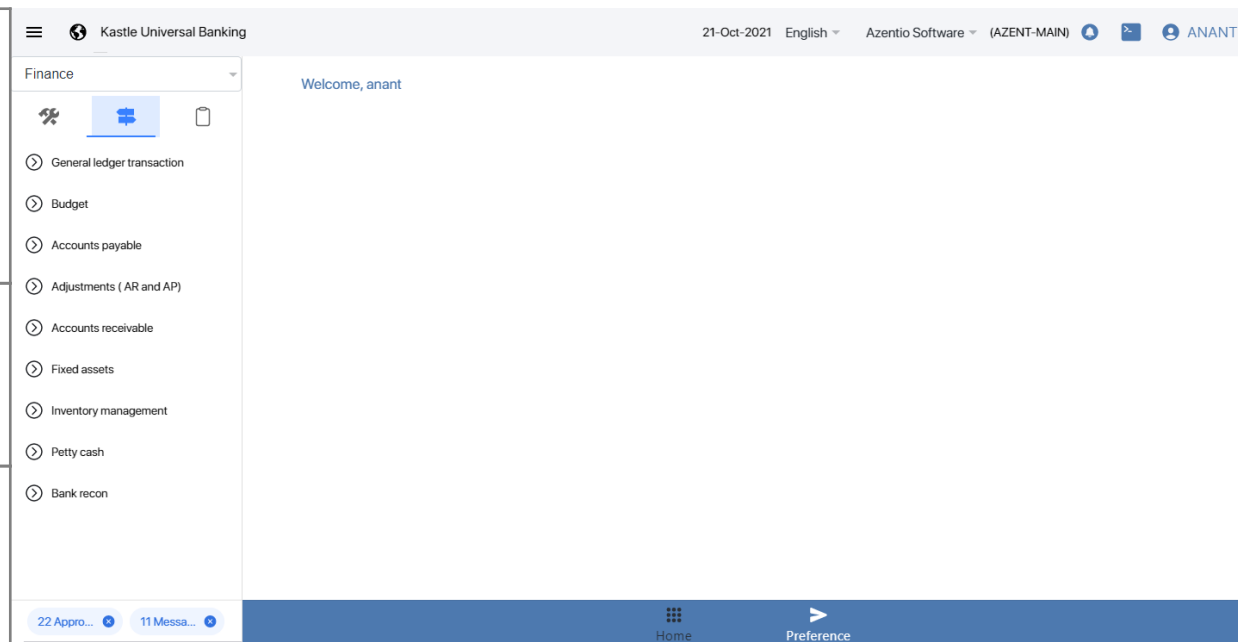 Kastle Universal Banking 21-Oct-2021 English Azentio Software (AZENT-MAIN) ANANT
Finance
Welcome, anant
General ledger transaction
Budget
Accounts payable
Adjustments ( AR and AP)
Accounts receivable
Fixed assets
Inventory management
Petty cash
Bank recon
22 Appro... 11 Messa...
Home Preference